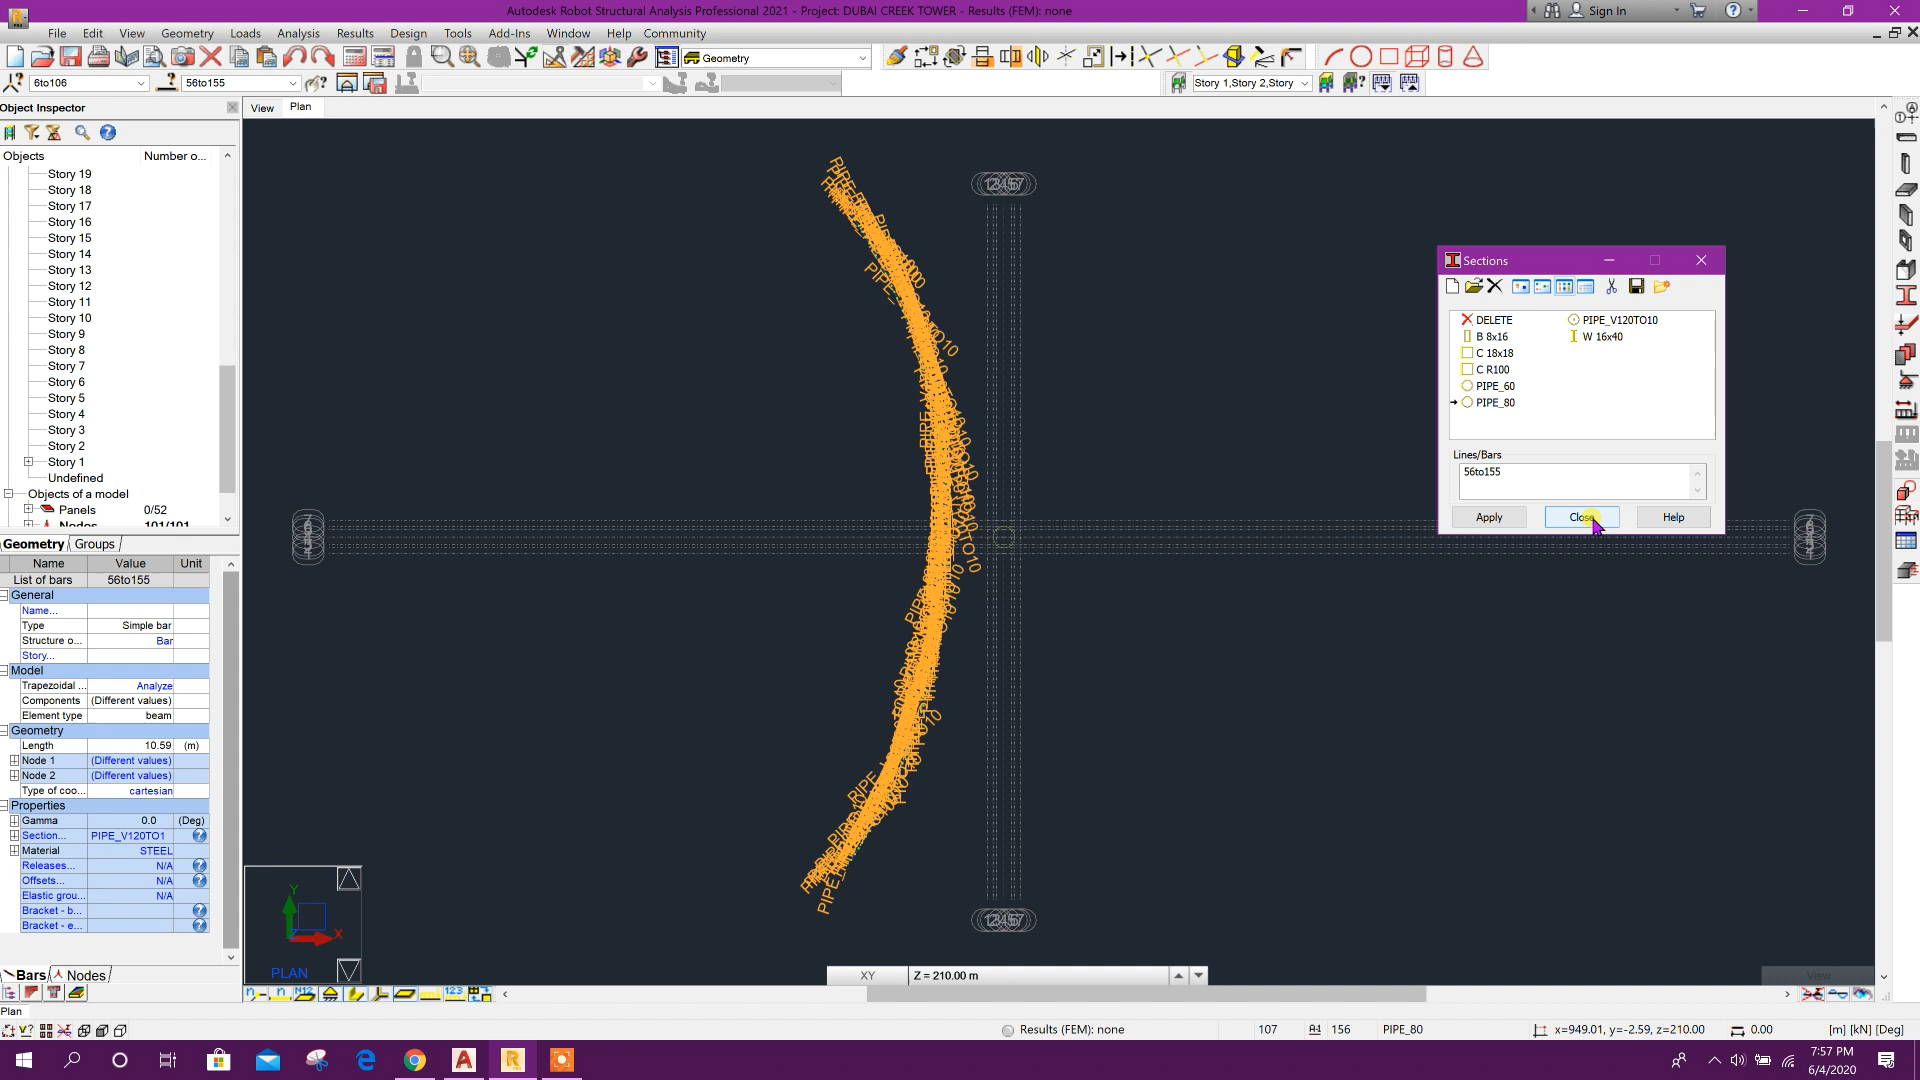 Autodesk Robot Structural Analysis Professional 2021 - Project: DUBAI CREEK TOWER - Results (FEM): none
Sign In
File Edit View Geometry Loads Analysis Results Design Tools Add-Ins Window Help Community
Geometry
6to106
56to155
Story 1,Story 2,Story
Object Inspector
View
Plan
Objects Number o...
Story 19
Story 18
Story 17
Story 16
Story 15
Story 14
Story 13
Story 12
Story 11
Story 10
Story 9
Story 8
Story 7
Story 6
Story 5
Story 4
Story 3
Story 2
Story 1
Undefined
Objects of a model
Panels 0/52
Nodes 101/101
Geometry Groups
Name Value Unit
List of bars 56to155
General
Name...
Type Simple bar
Structure o... Bar
Story...
Model
Trapezoidal ... Analyze
Components (Different values)
Element type beam
Geometry
Length 10.59 (m)
Node 1 (Different values)
Node 2 (Different values)
Type of coo... cartesian
Properties
Gamma 0.0 (Deg)
Section... PIPE_V120TO1
Material STEEL
Releases... N/A
Offsets... N/A
Elastic grou... N/A
Bracket - b...
Bracket - e...
Bars Nodes
Plan
Sections
DELETE
B 8x16
C 18x18
C R100
PIPE_60
PIPE_80
PIPE_V120TO10
W 16x40
Lines/Bars
56to155
Apply Close Help
Y
X
Z
PLAN
XY Z = 210.00 m
View
Results (FEM): none 107 156 PIPE_80 x=949.01, y=-2.59, z=210.00 0.00 [m] [kN] [Deg]
7:57 PM
6/4/2020